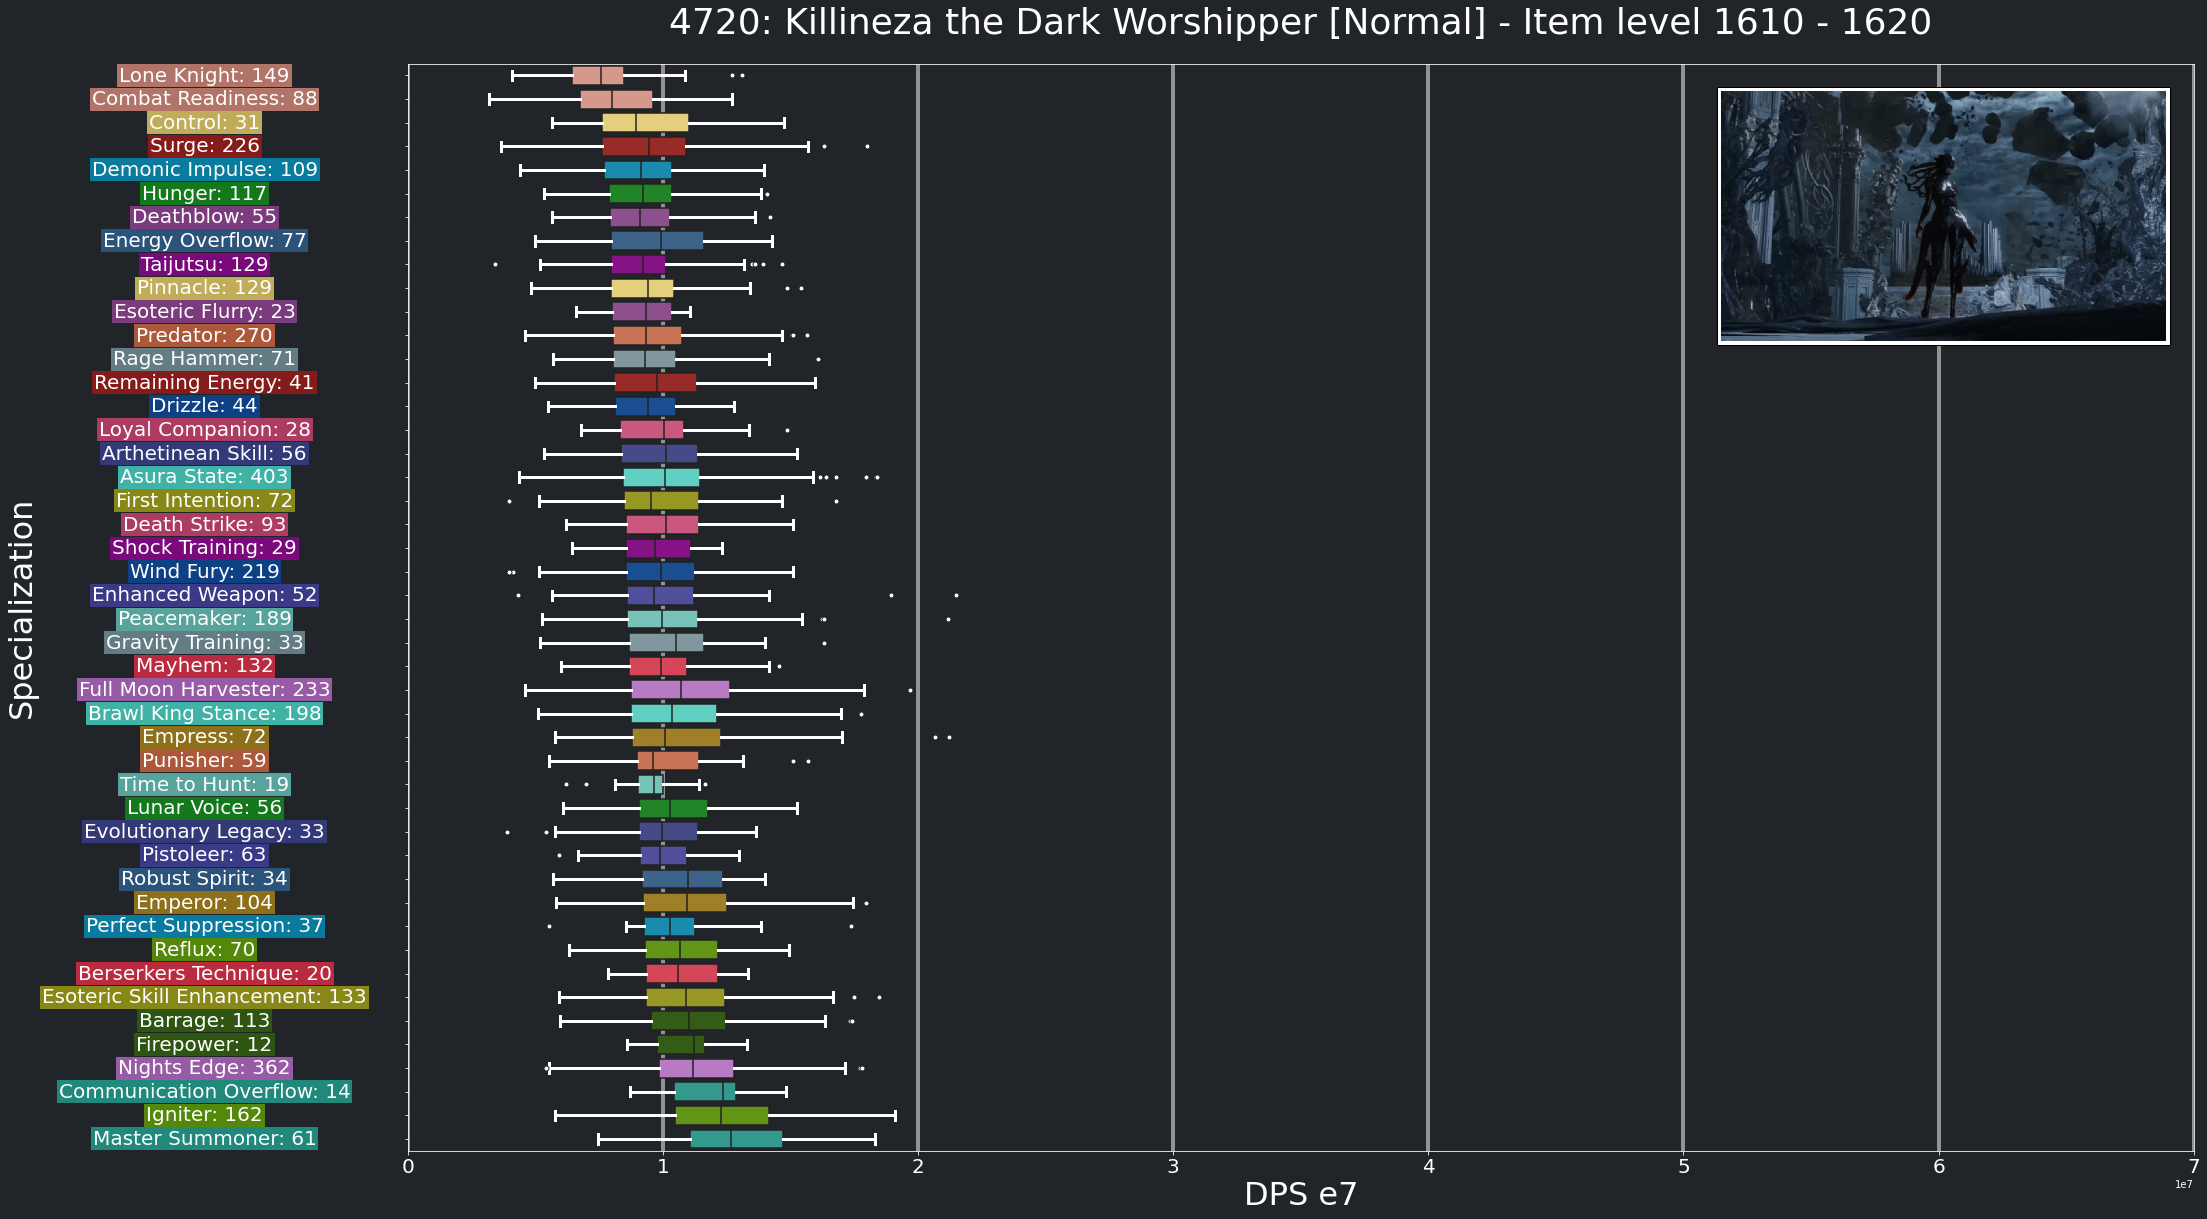 4720: Killineza the Dark Worshipper [Normal] - Item level 1610 - 1620
Specialization
Lone Knight: 149
Combat Readiness: 88
Control: 31
Surge: 226
Demonic Impulse: 109
Hunger: 117
Deathblow: 55
Energy Overflow: 77
Taijutsu: 129
Pinnacle: 129
Esoteric Flurry: 23
Predator: 270
Rage Hammer: 71
Remaining Energy: 41
Drizzle: 44
Loyal Companion: 28
Arthetinean Skill: 56
Asura State: 403
First Intention: 72
Death Strike: 93
Shock Training: 29
Wind Fury: 219
Enhanced Weapon: 52
Peacemaker: 189
Gravity Training: 33
Mayhem: 132
Full Moon Harvester: 233
Brawl King Stance: 198
Empress: 72
Punisher: 59
Time to Hunt: 19
Lunar Voice: 56
Evolutionary Legacy: 33
Pistoleer: 63
Robust Spirit: 34
Emperor: 104
Perfect Suppression: 37
Reflux: 70
Berserkers Technique: 20
Esoteric Skill Enhancement: 133
Barrage: 113
Firepower: 12
Nights Edge: 362
Communication Overflow: 14
Igniter: 162
Master Summoner: 61
0 1 2 3 4 5 6 7
1e7
DPS e7